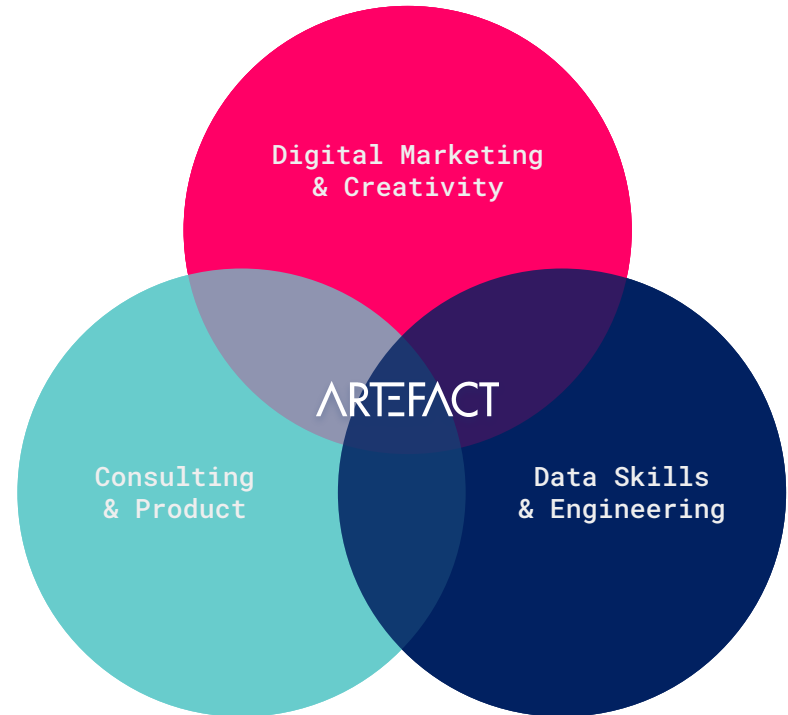 Digital Marketing
& Creativity
ARTEFACT
Consulting
& Product
Data Skills
& Engineering